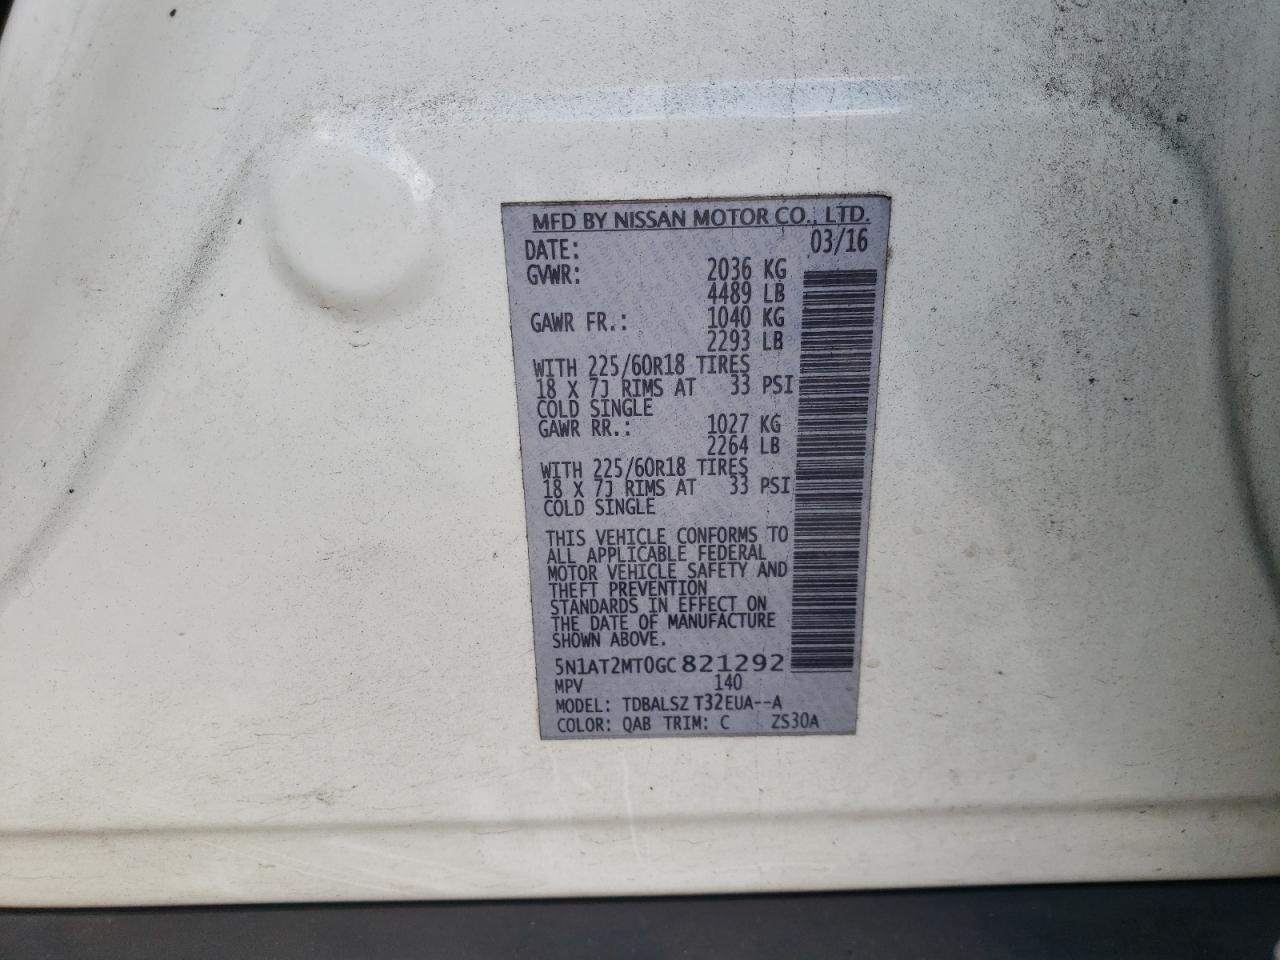 MFD BY NISSAN MOTOR CO., LTD.
DATE: 03/16
GVWR: 2036 KG
4489 LB
GAWR FR.: 1040 KG
2293 LB
WITH 225/60R18 TIRES
18 X 7J RIMS AT 33 PSI
COLD SINGLE
GAWR RR.: 1027 KG
2264 LB
WITH 225/60R18 TIRES
18 X 7J RIMS AT 33 PSI
COLD SINGLE
THIS VEHICLE CONFORMS TO
ALL APPLICABLE FEDERAL
MOTOR VEHICLE SAFETY AND
THEFT PREVENTION
STANDARDS IN EFFECT ON
THE DATE OF MANUFACTURE
SHOWN ABOVE.
5N1AT2MT0GC821292
MPV 140
MODEL: TDBALSZ T32EUA--A
COLOR: QAB TRIM: C ZS30A